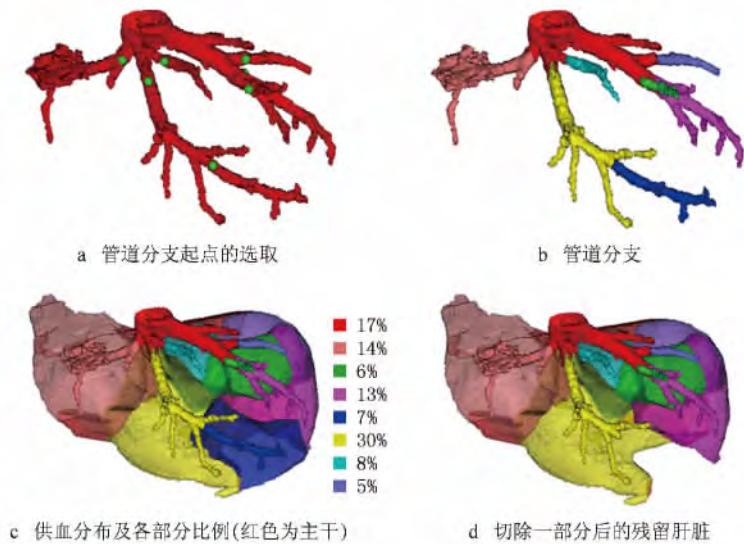 a 管道分支起点的选取
b 管道分支
17%
14%
6%
13%
7%
30%
8%
5%
c 供血分布及各部分比例(红色为主干)
d 切除一部分后的残留肝脏